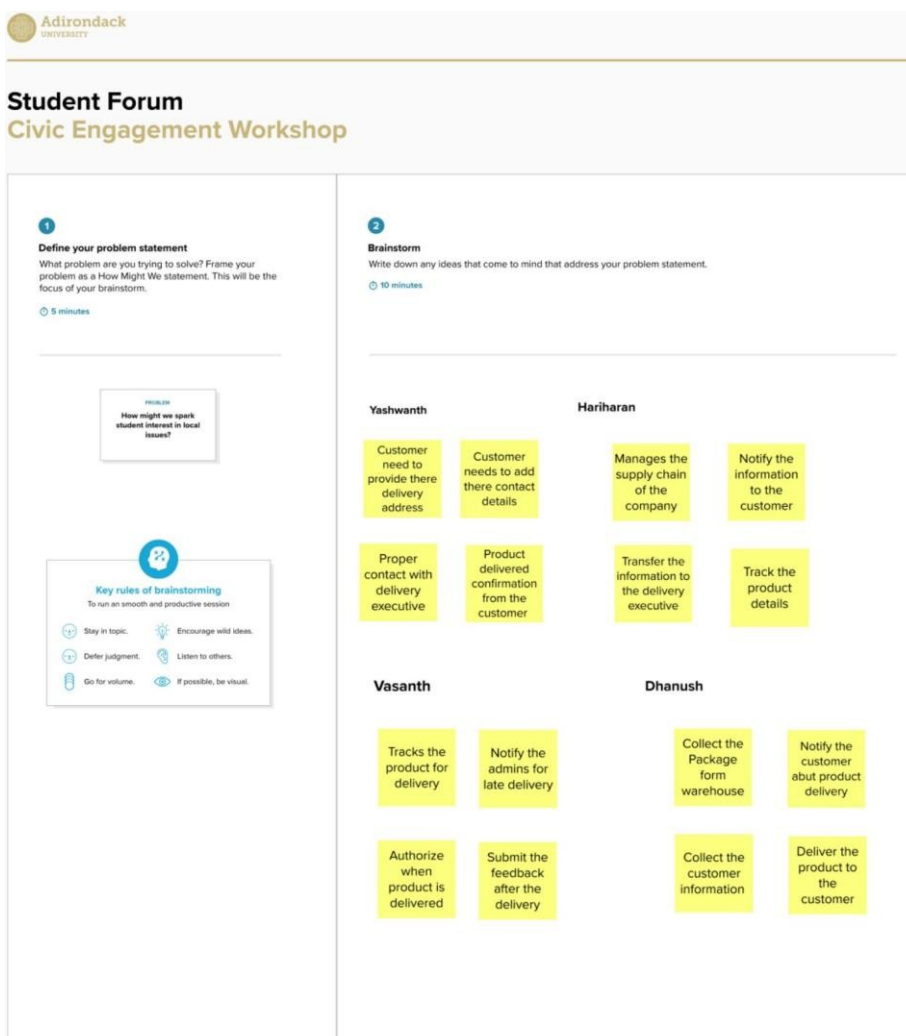 Adirondack
UNIVERSITY
Student Forum
Civic Engagement Workshop
1
Define your problem statement
What problem are you trying to solve? Frame your
problem as a How Might We statement. This will be the
focus of your brainstorm.
5 minutes
PROBLEM
How might we spark
student interest in local
issues?
Key rules of brainstorming
To run an smooth and productive session
Stay in topic.
Encourage wild ideas.
Defer judgment.
Listen to others.
Go for volume.
If possible, be visual.
2
Brainstorm
Write down any ideas that come to mind that address your problem statement.
10 minutes
Yashwanth
Customer
need to
provide there
delivery
address
Customer
needs to add
there contact
details
Proper
contact with
delivery
executive
Product
delivered
confirmation
from the
customer
Hariharan
Manages the
supply chain
of the
company
Notify the
information
to the
customer
Transfer the
information to
the delivery
executive
Track the
product
details
Vasanth
Tracks the
product for
delivery
Notify the
admins for
late delivery
Authorize
when
product is
delivered
Submit the
feedback
after the
delivery
Dhanush
Collect the
Package
form
warehouse
Notify the
customer
abut product
delivery
Collect the
customer
information
Deliver the
product to
the
customer